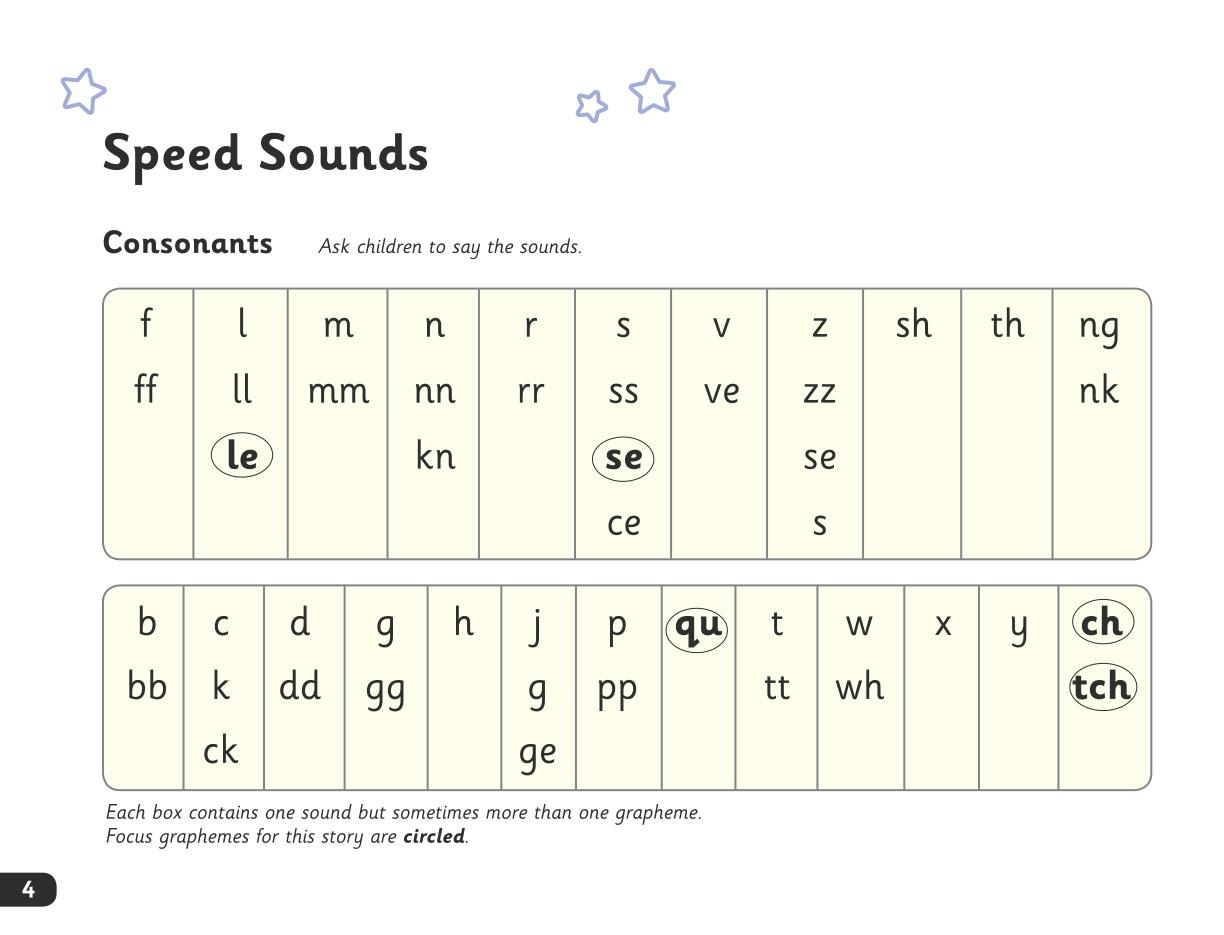 Speed Sounds
Consonants Ask children to say the sounds.
f l m n r s v z sh th ng
ff ll mm nn rr ss ve zz nk
le kn se se
ce s
b c d g h j p qu t w x y ch
bb k dd gg g pp tt wh tch
ck ge
Each box contains one sound but sometimes more than one grapheme.
Focus graphemes for this story are circled.
4